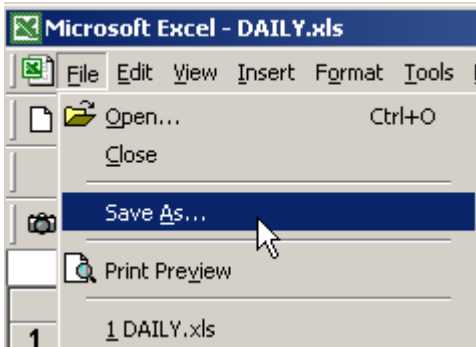 Microsoft Excel - DAILY.xls
File Edit View Insert Format Tools
Open... Ctrl+O
Close
Save As...
Print Preview
1 DAILY.xls
1